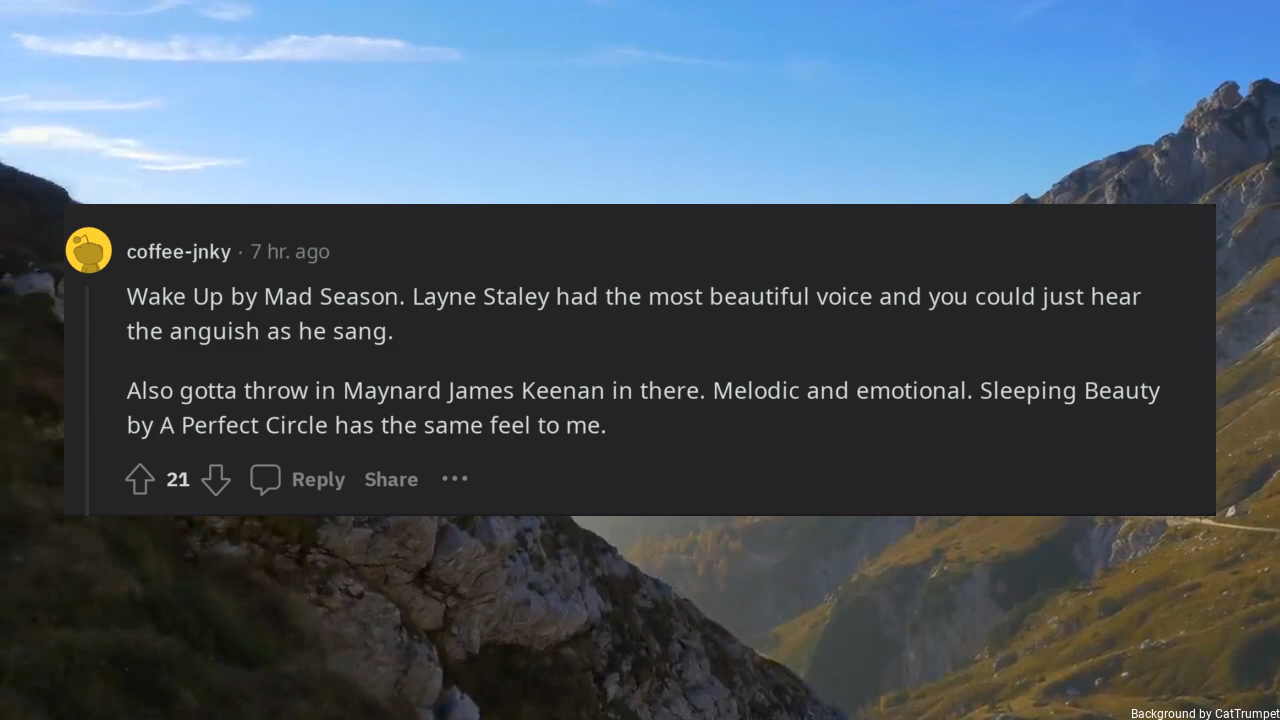 coffee-jnky · 7 hr. ago
Wake Up by Mad Season. Layne Staley had the most beautiful voice and you could just hear
the anguish as he sang.
Also gotta throw in Maynard James Keenan in there. Melodic and emotional. Sleeping Beauty
by A Perfect Circle has the same feel to me.
21 Reply Share ···
Background by CatTrumpet